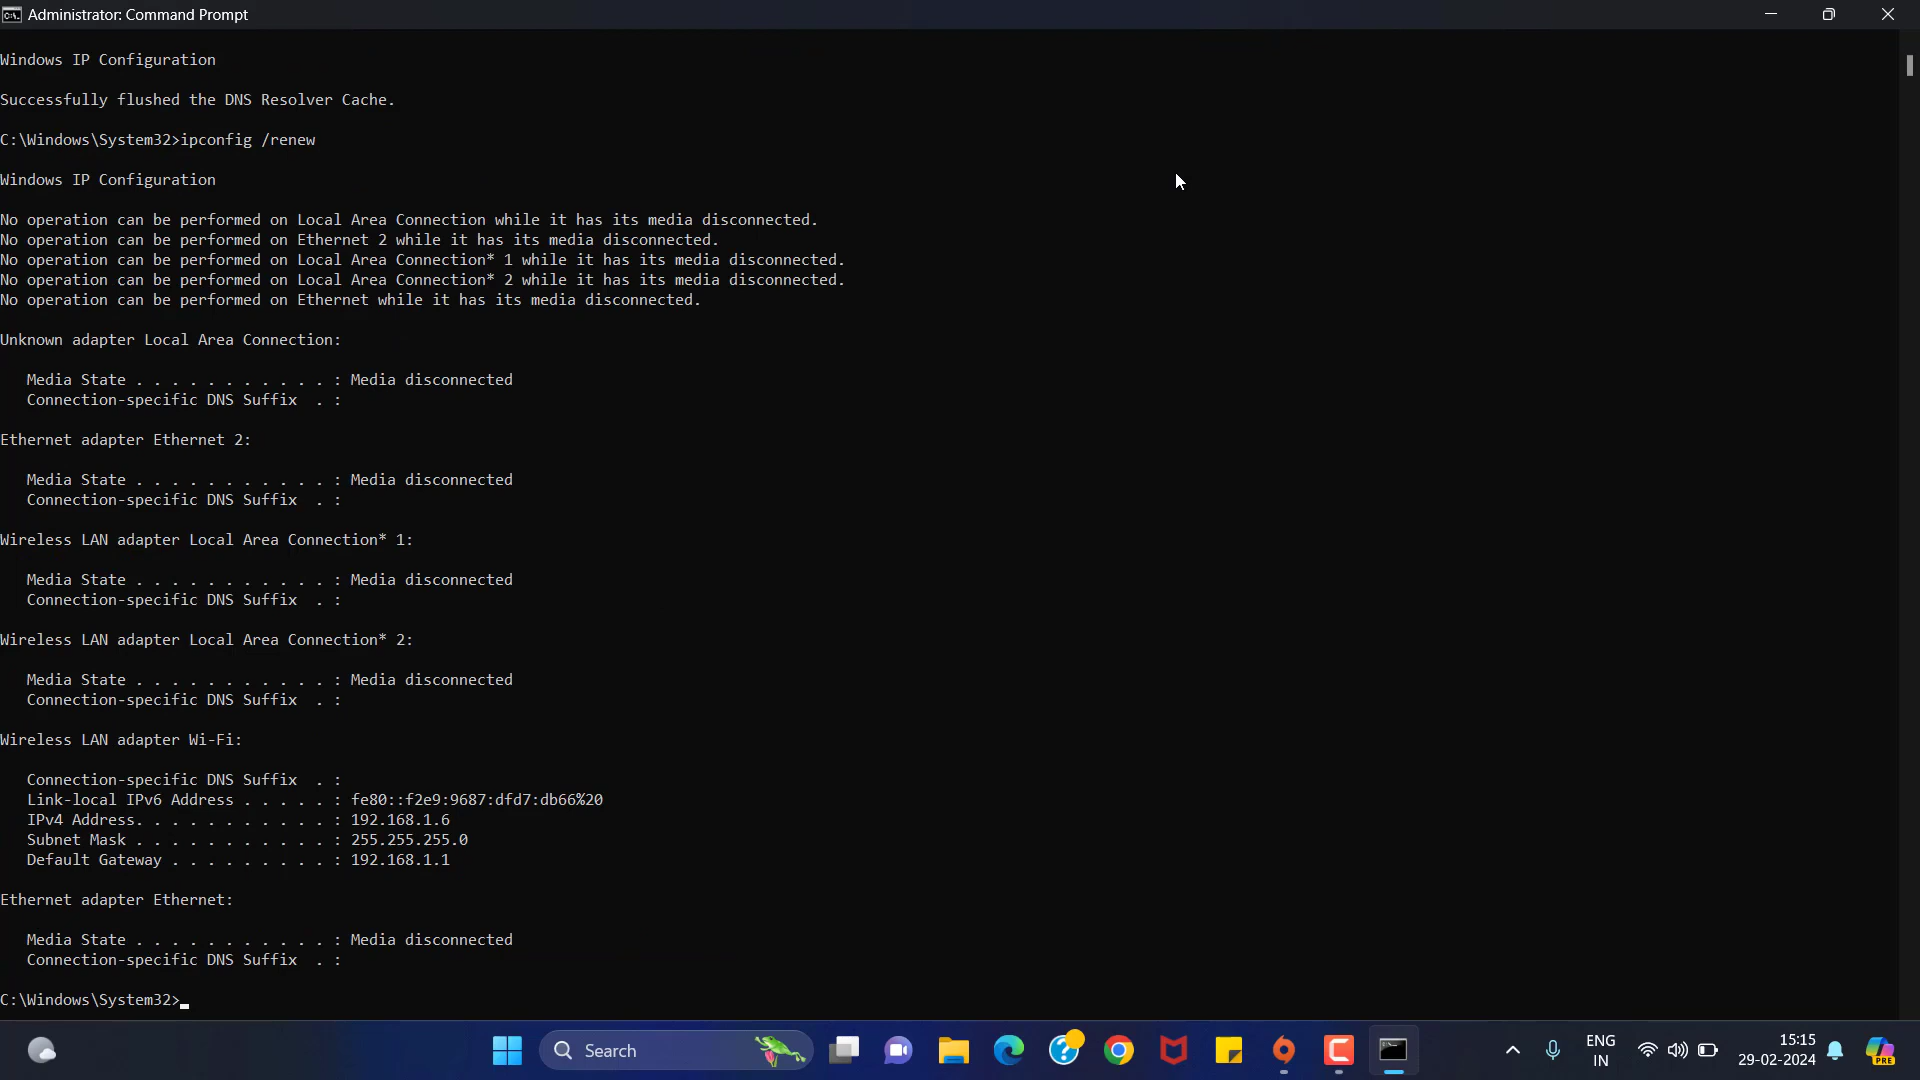 Administrator: Command Prompt
Windows IP Configuration
Successfully flushed the DNS Resolver Cache.
C:\Windows\System32>ipconfig /renew
Windows IP Configuration
No operation can be performed on Local Area Connection while it has its media disconnected.
No operation can be performed on Ethernet 2 while it has its media disconnected.
No operation can be performed on Local Area Connection* 1 while it has its media disconnected.
No operation can be performed on Local Area Connection* 2 while it has its media disconnected.
No operation can be performed on Ethernet while it has its media disconnected.
Unknown adapter Local Area Connection:
Media State . . . . . . . . . . . : Media disconnected
Connection-specific DNS Suffix  . :
Ethernet adapter Ethernet 2:
Media State . . . . . . . . . . . : Media disconnected
Connection-specific DNS Suffix  . :
Wireless LAN adapter Local Area Connection* 1:
Media State . . . . . . . . . . . : Media disconnected
Connection-specific DNS Suffix  . :
Wireless LAN adapter Local Area Connection* 2:
Media State . . . . . . . . . . . : Media disconnected
Connection-specific DNS Suffix  . :
Wireless LAN adapter Wi-Fi:
Connection-specific DNS Suffix  . :
Link-local IPv6 Address . . . . . : fe80::f2e9:9687:dfd7:db66%20
IPv4 Address. . . . . . . . . . . : 192.168.1.6
Subnet Mask . . . . . . . . . . . : 255.255.255.0
Default Gateway . . . . . . . . . : 192.168.1.1
Ethernet adapter Ethernet:
Media State . . . . . . . . . . . : Media disconnected
Connection-specific DNS Suffix  . :
C:\Windows\System32>
Search
ENG
IN
15:15
29-02-2024
PRE